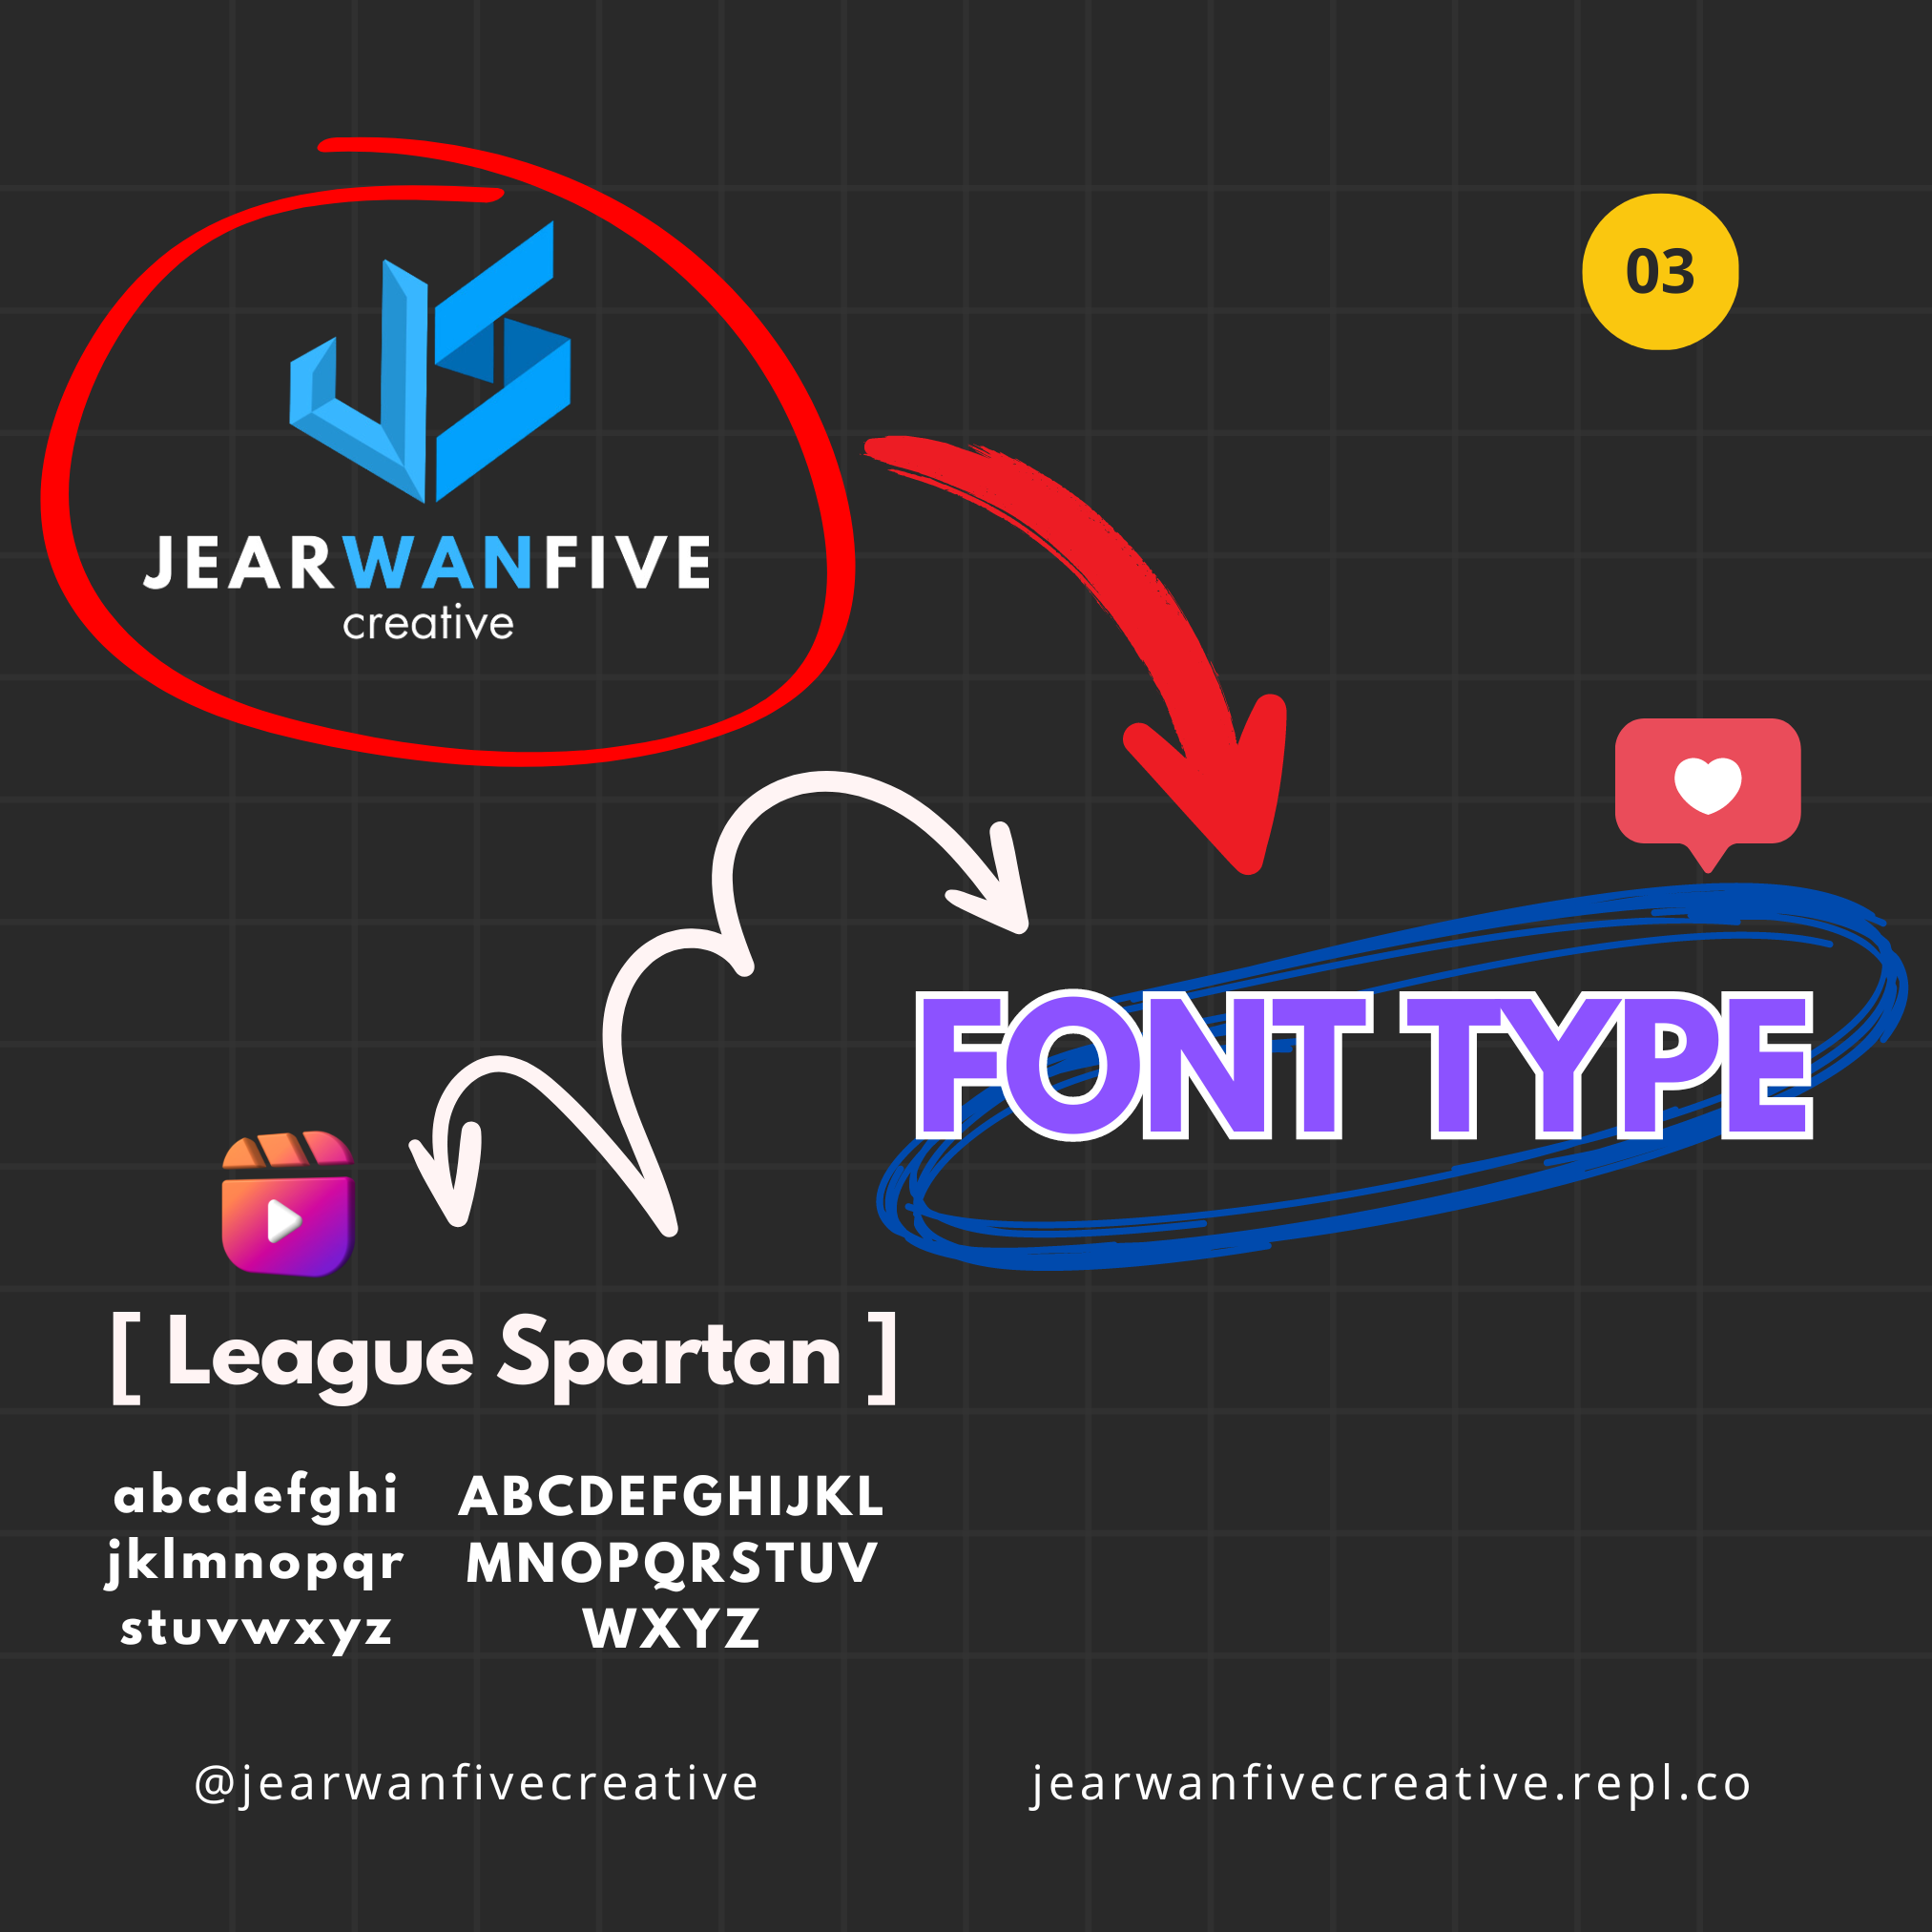 03
JEARWANFIVE
creative
FONT TYPE
[ League Spartan ]
abcdefghi
jklmnopqr
stuvwxyz
ABCDEFGHIJKL
MNOPQRSTUV
WXYZ
@jearwanfivecreative
jearwanfivecreative.repl.co